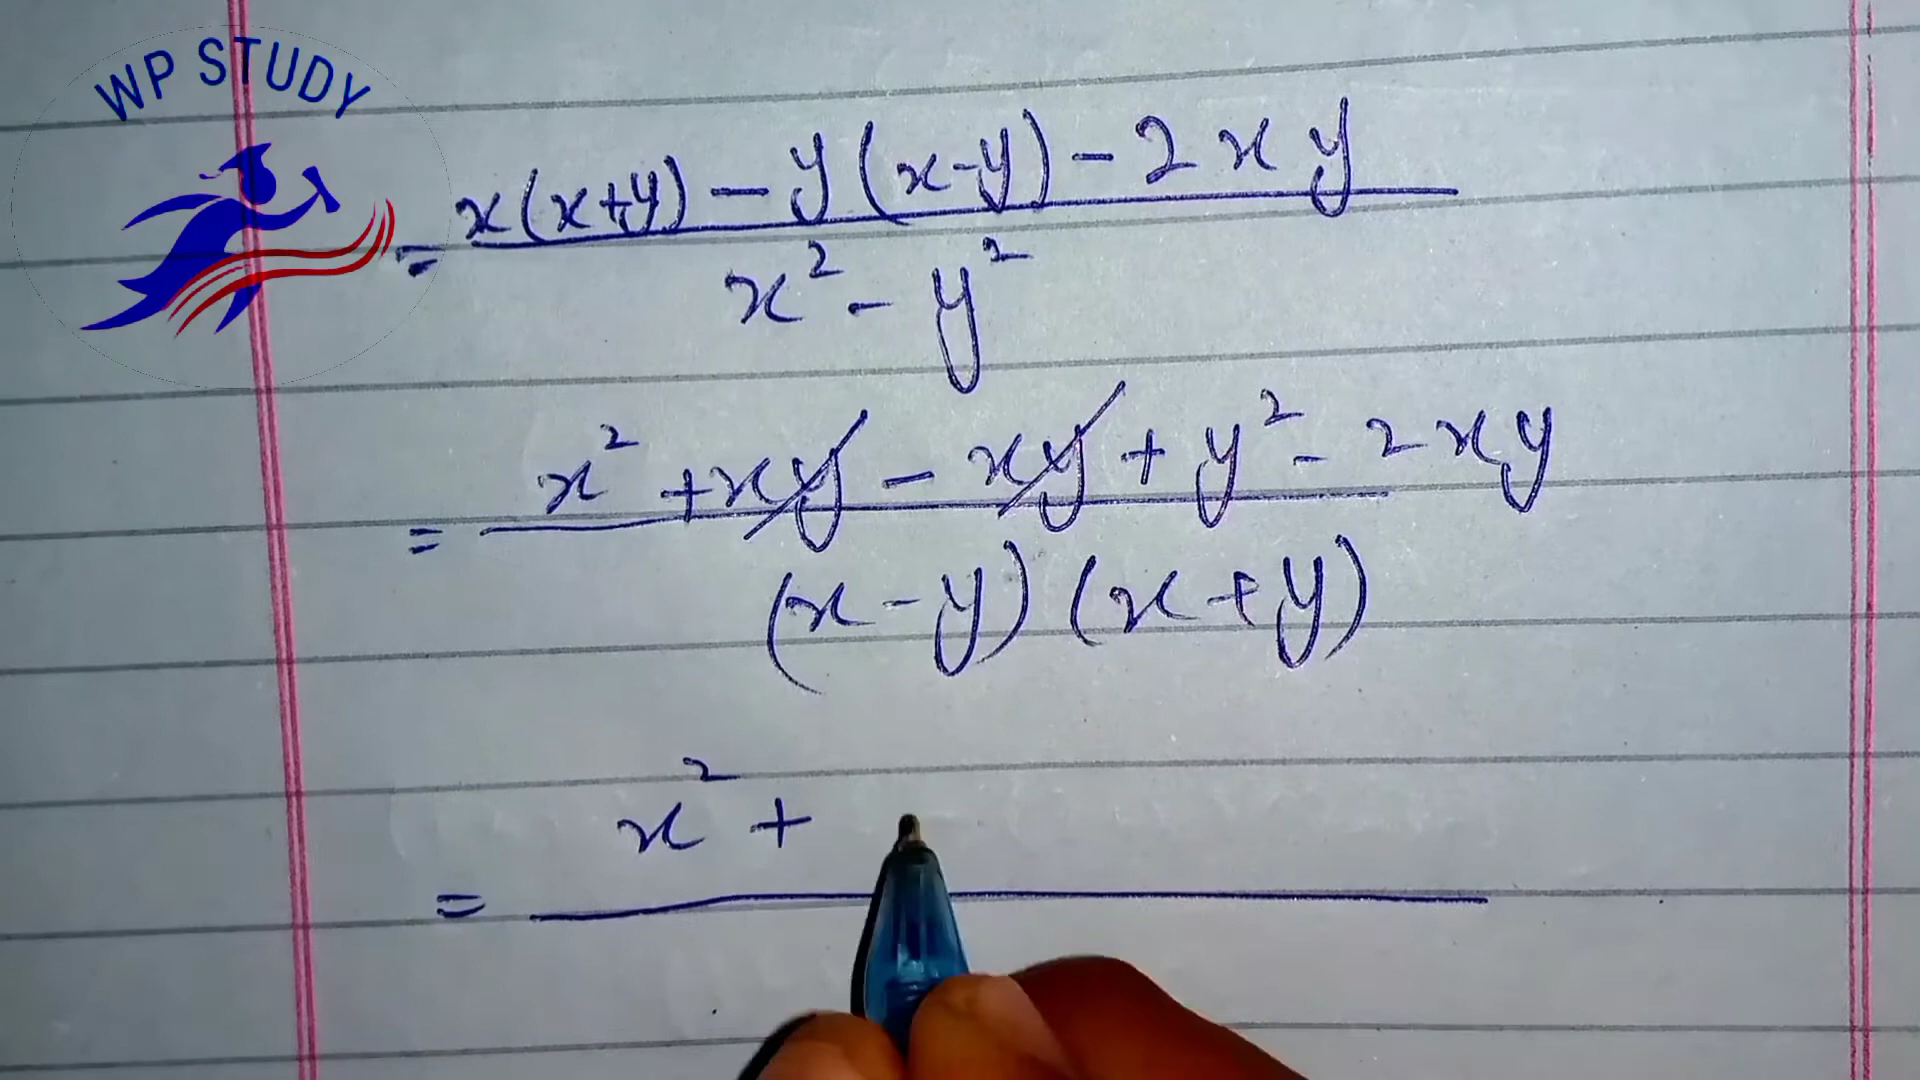 WP STUDY
x(x+y) - y(x-y) - 2xy
=
x² - y²
x² + xy - xy + y² - 2xy
=
(x-y)(x+y)
x² +
=